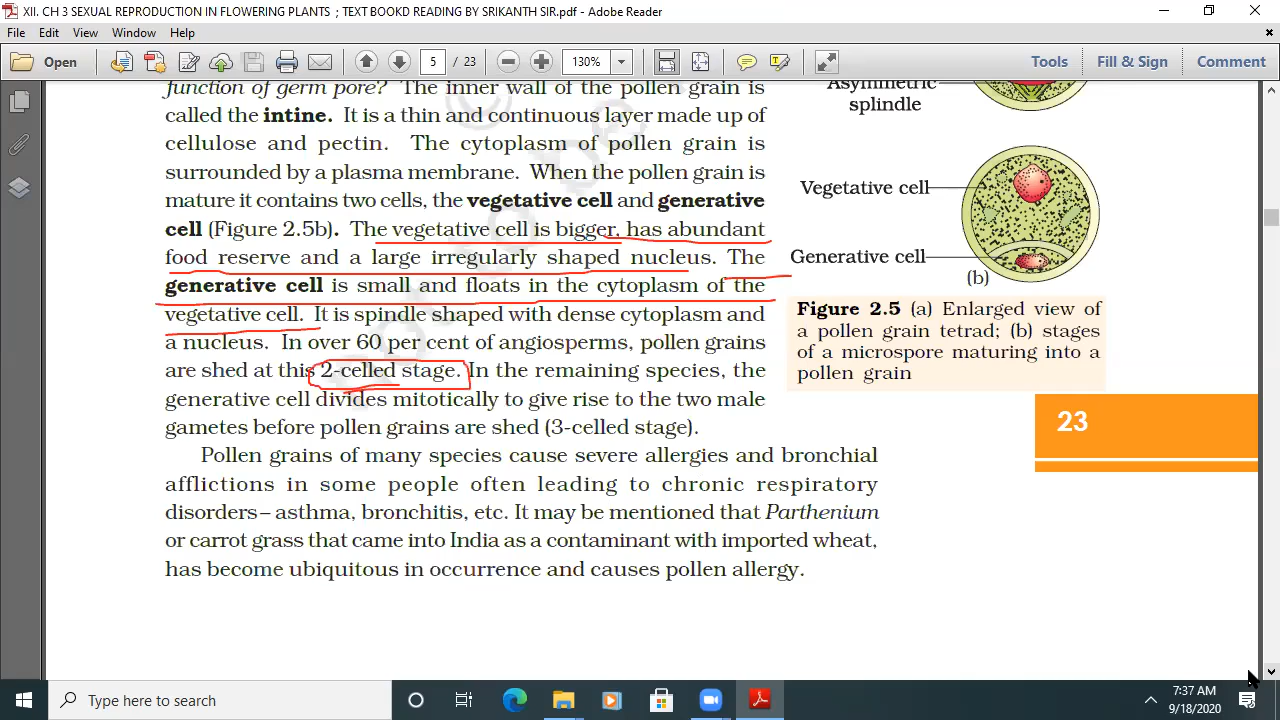 XII. CH 3 SEXUAL REPRODUCTION IN FLOWERING PLANTS ; TEXT BOOKD READING BY SRIKANTH SIR.pdf - Adobe Reader
File Edit View Window Help
Open 5 / 23 130% Tools Fill & Sign Comment
function of germ pore? The inner wall of the pollen grain is
called the intine. It is a thin and continuous layer made up of
cellulose and pectin. The cytoplasm of pollen grain is
surrounded by a plasma membrane. When the pollen grain is
mature it contains two cells, the vegetative cell and generative
cell (Figure 2.5b). The vegetative cell is bigger, has abundant
food reserve and a large irregularly shaped nucleus. The
generative cell is small and floats in the cytoplasm of the
vegetative cell. It is spindle shaped with dense cytoplasm and
a nucleus. In over 60 per cent of angiosperms, pollen grains
are shed at this 2-celled stage. In the remaining species, the
generative cell divides mitotically to give rise to the two male
gametes before pollen grains are shed (3-celled stage).
Asymmetric
splindle
Vegetative cell
Generative cell
(b)
Figure 2.5 (a) Enlarged view of
a pollen grain tetrad; (b) stages
of a microspore maturing into a
pollen grain
23
Pollen grains of many species cause severe allergies and bronchial
afflictions in some people often leading to chronic respiratory
disorders– asthma, bronchitis, etc. It may be mentioned that Parthenium
or carrot grass that came into India as a contaminant with imported wheat,
has become ubiquitous in occurrence and causes pollen allergy.
© not to be
Type here to search
7:37 AM
9/18/2020